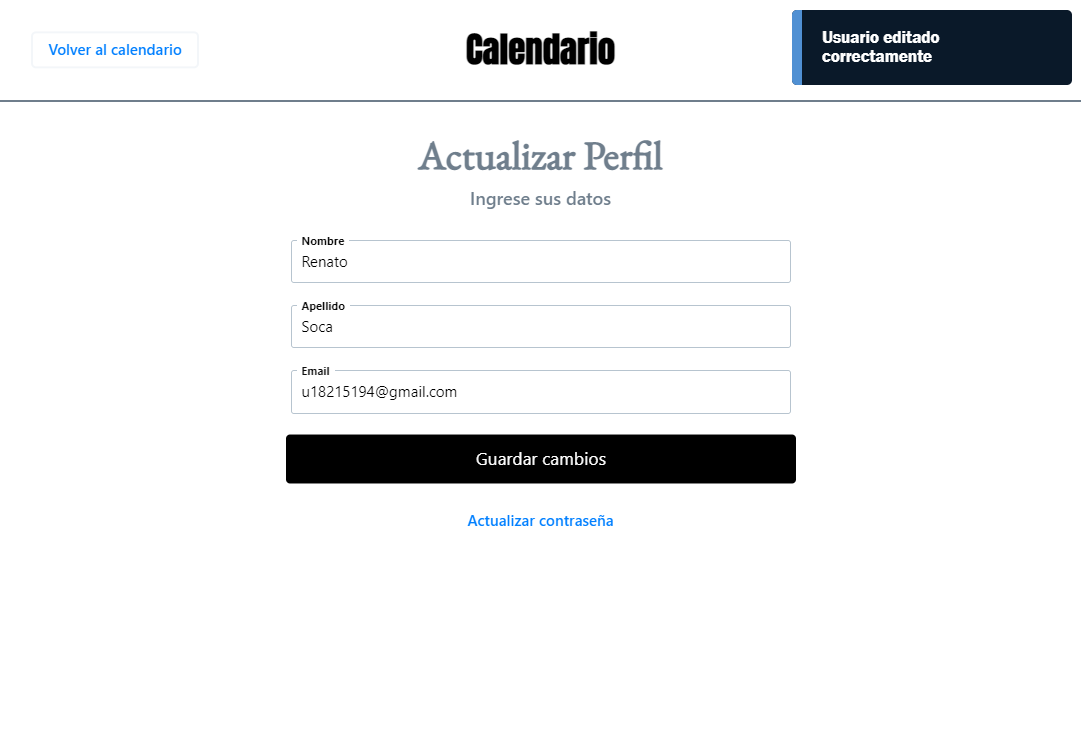 Volver al calendario
Calendario
Usuario editado
correctamente
Actualizar Perfil
Ingrese sus datos
Nombre
Renato
Apellido
Soca
Email
u18215194@gmail.com
Guardar cambios
Actualizar contraseña